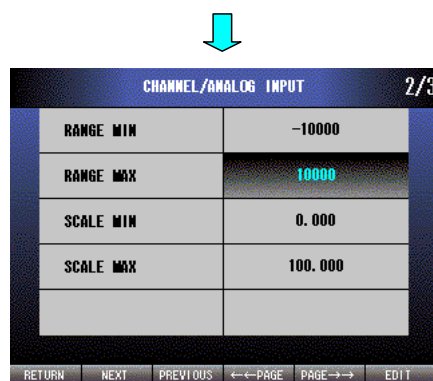 CHANNEL/ANALOG INPUT 2/3
RANGE MIN -10000
RANGE MAX 10000
SCALE MIN 0.000
SCALE MAX 100.000
RETURN NEXT PREVIOUS ←←PAGE PAGE→→ EDIT